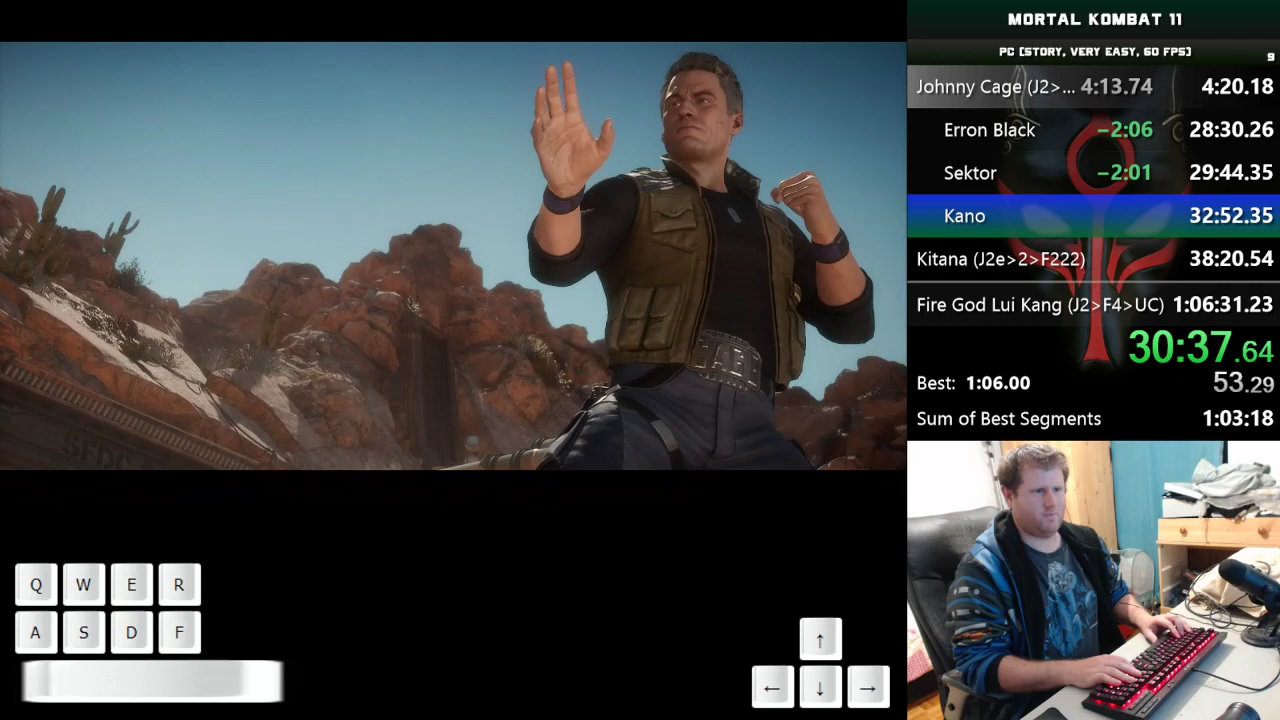 MORTAL KOMBAT 11
PC [STORY, VERY EASY, 60 FPS]
9
Johnny Cage (J2>... 4:13.74 4:20.18
Erron Black −2:06 28:30.26
Sektor −2:01 29:44.35
Kano 32:52.35
Kitana (J2e>2>F222) 38:20.54
Fire God Lui Kang (J2>F4>UC) 1:06:31.23
30:37.64
Best: 1:06.00 53.29
Sum of Best Segments 1:03:18
Q W E R
A S D F
↑
← ↓ →